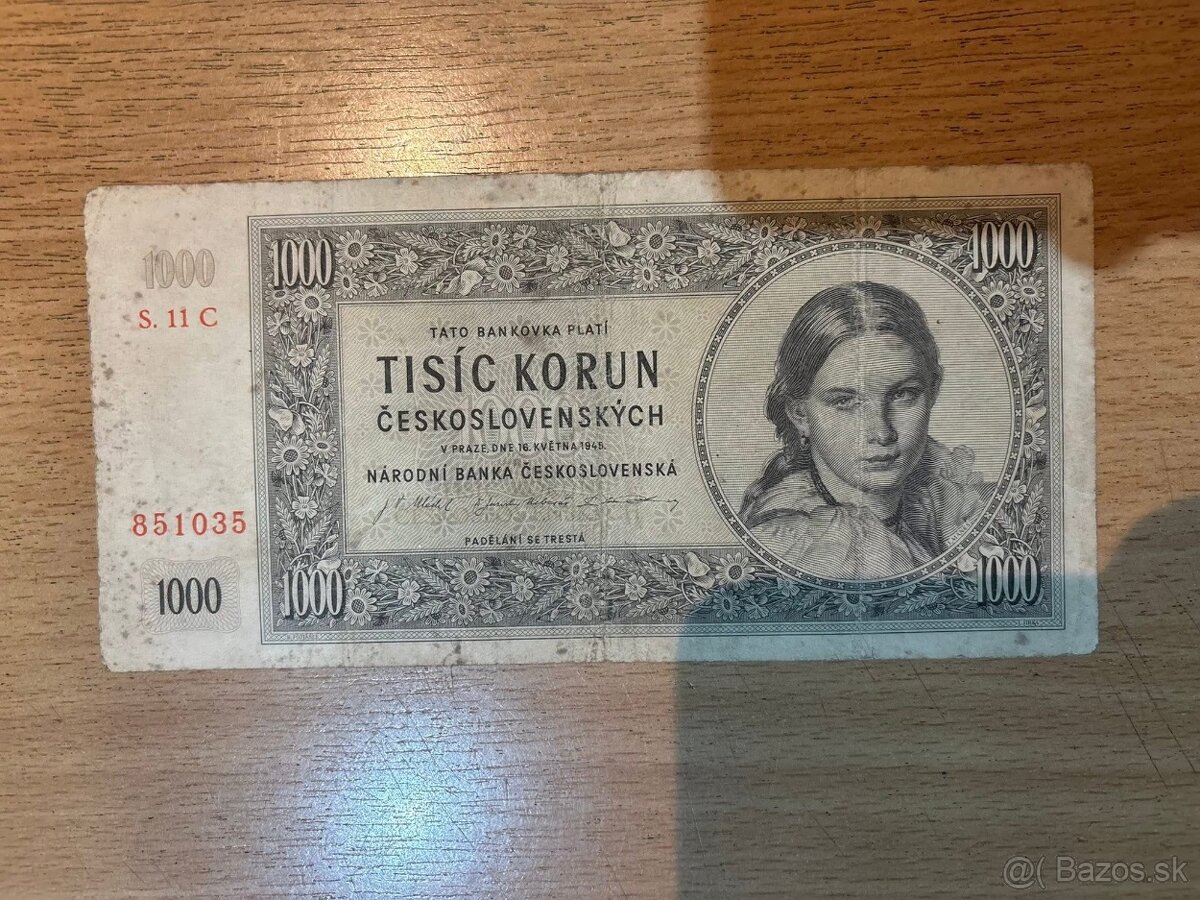 1000
S. 11 C
851035
1000
1000
1000
TATO BANKOVKA PLATÍ
TISÍC KORUN
ČESKOSLOVENSKÝCH
V PRAZE, DNE 16. KVĚTNA 1945.
NÁRODNÍ BANKA ČESKOSLOVENSKÁ
PADĚLÁNÍ SE TRESTÁ
1000
1000
@( Bazos.sk